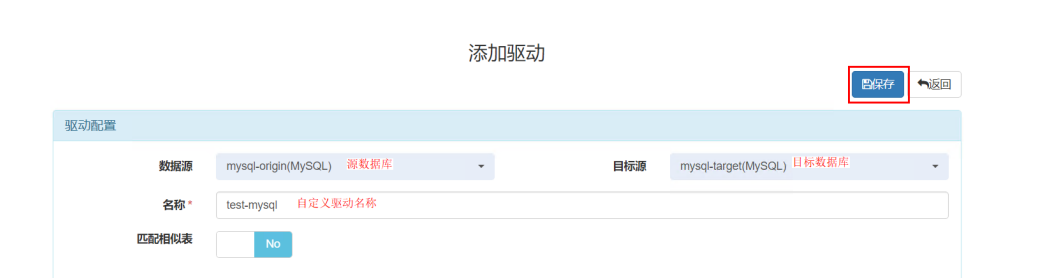 添加驱动
保存 返回
驱动配置
数据源 mysql-origin(MySQL) 源数据库 目标源 mysql-target(MySQL) 目标数据库
名称* test-mysql 自定义驱动名称
匹配相似表 No